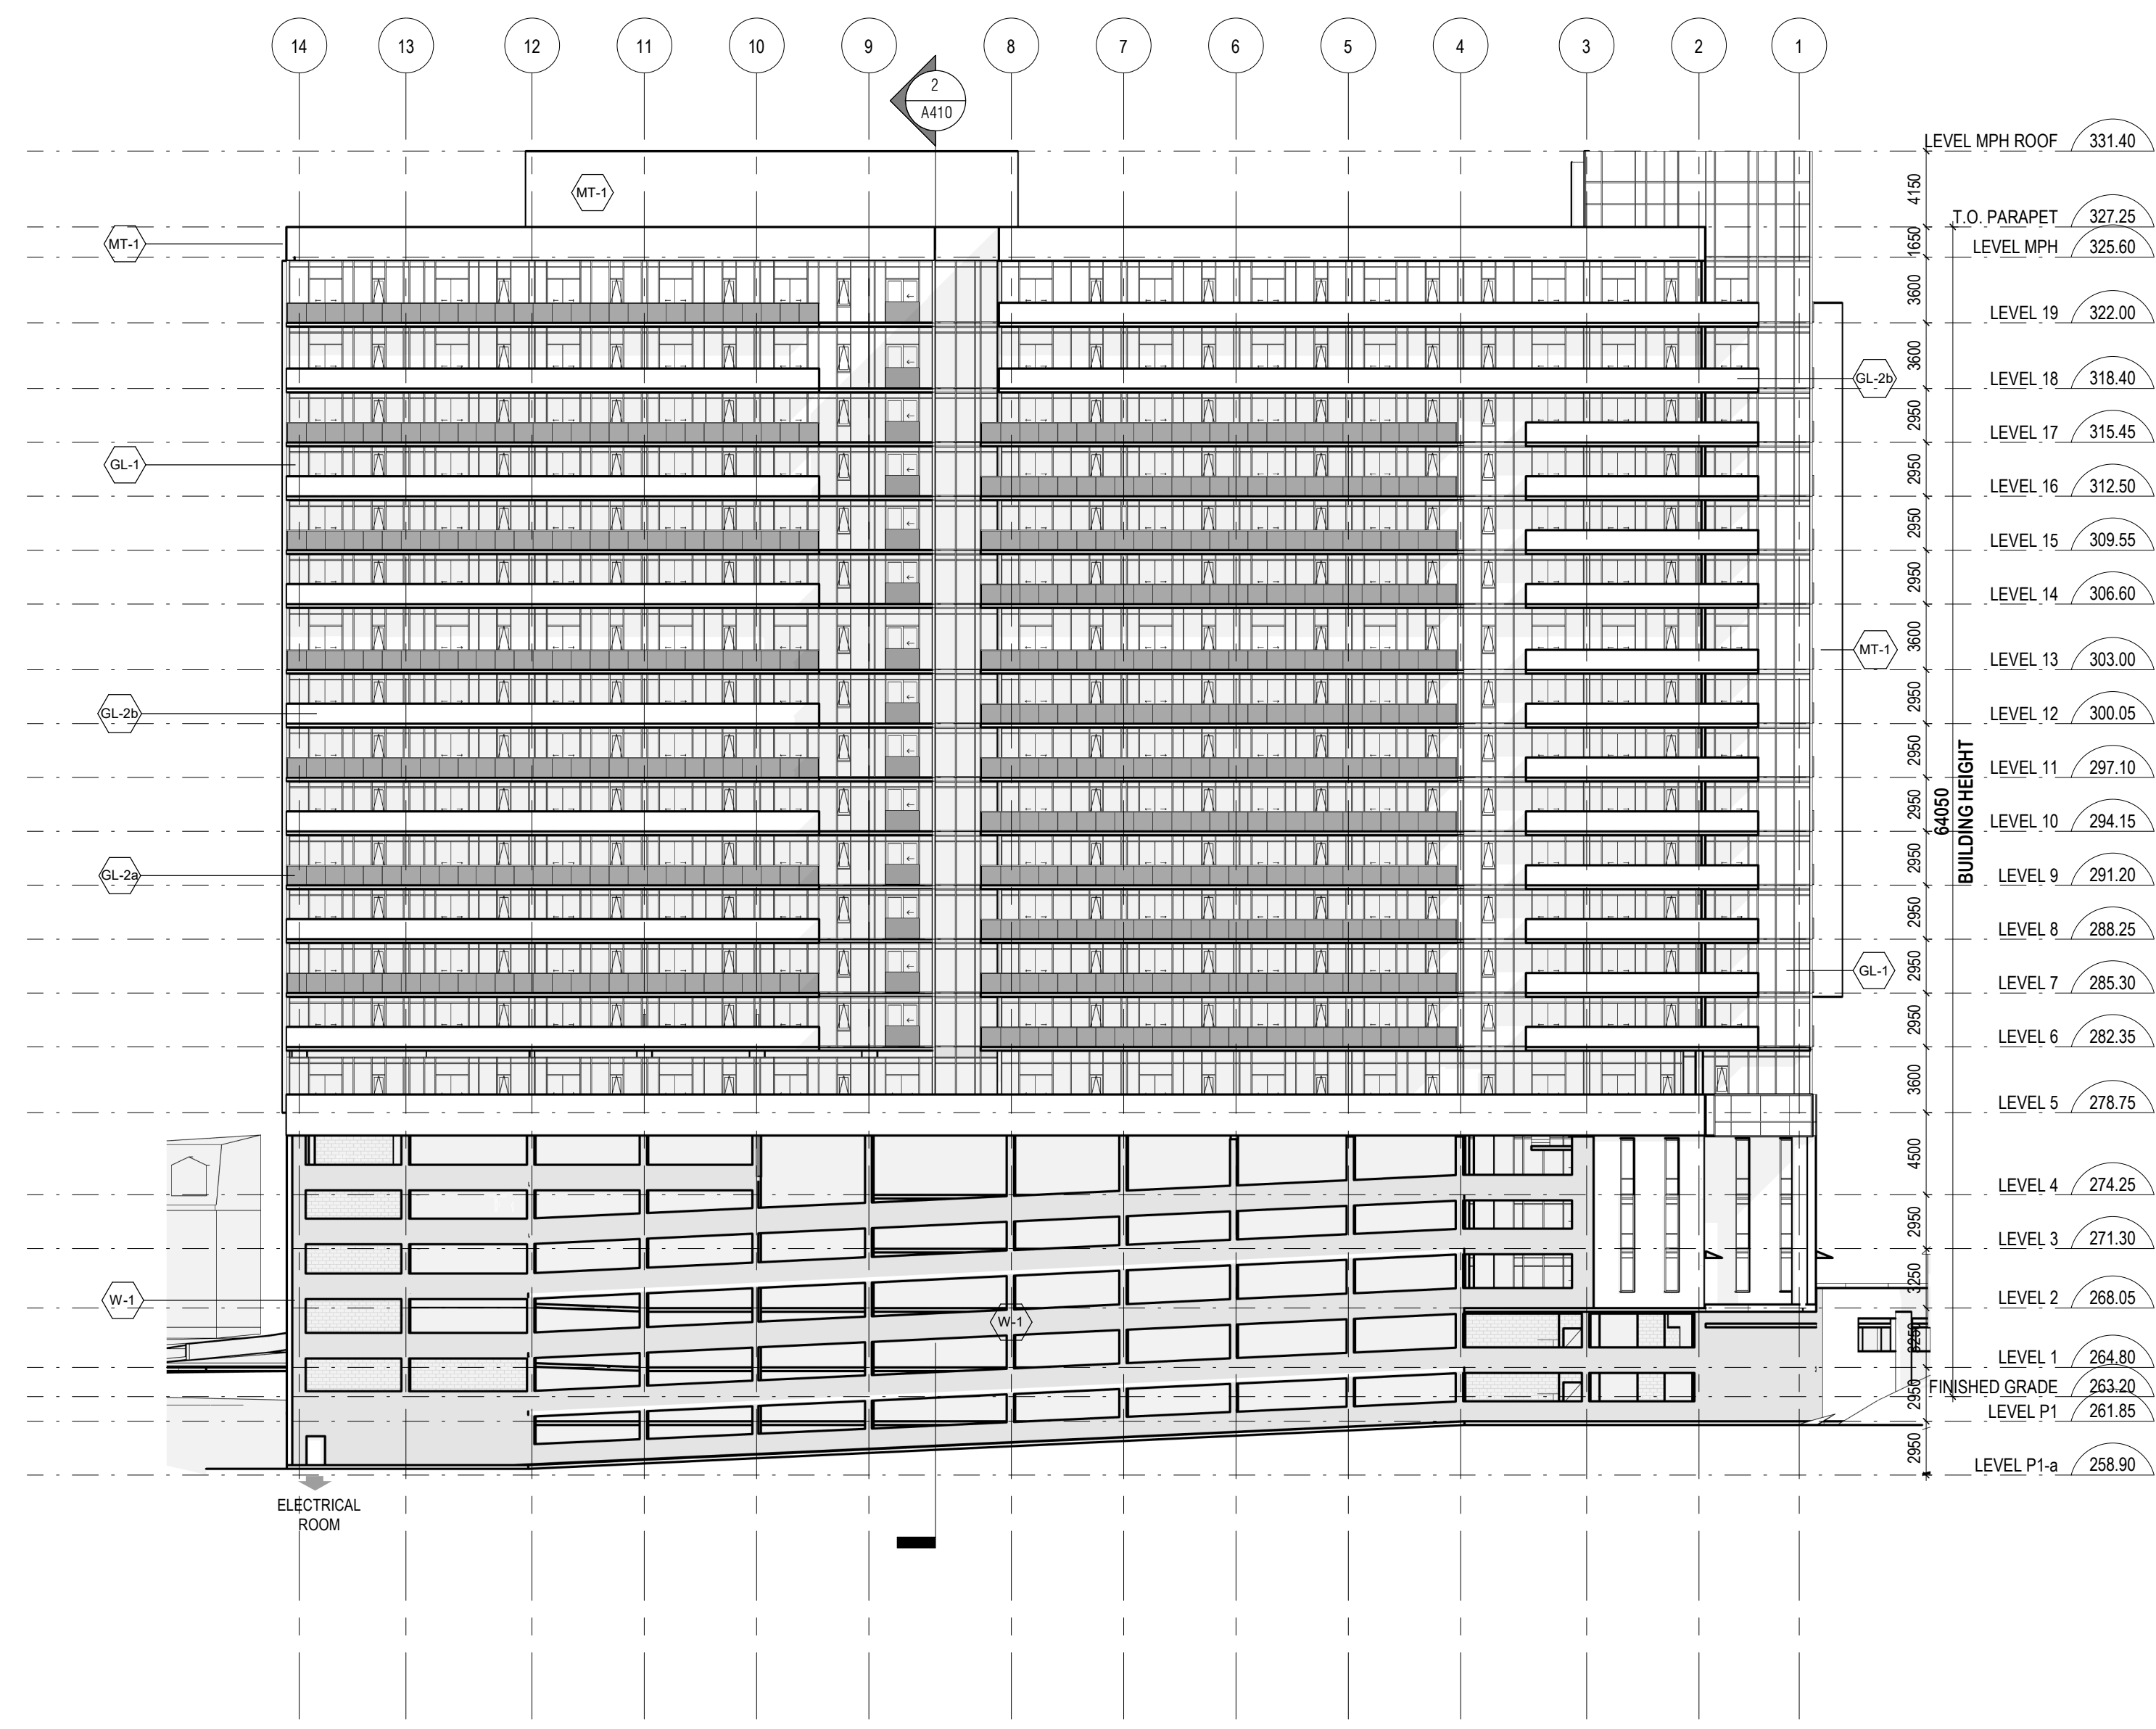 14 13 12 11 10 9 8 7 6 5 4 3 2 1
2
A410
LEVEL MPH ROOF 331.40
MT-1
4150
T.O. PARAPET 327.25
MT-1
1650
LEVEL MPH 325.60
3600
LEVEL 19 322.00
3600
GL-2b
LEVEL 18 318.40
2950
LEVEL 17 315.45
GL-1
2950
LEVEL 16 312.50
2950
LEVEL 15 309.55
2950
LEVEL 14 306.60
3600
MT-1
LEVEL 13 303.00
2950
GL-2b
LEVEL 12 300.05
2950
LEVEL 11 297.10
2950
64050
BUILDING HEIGHT
LEVEL 10 294.15
2950
GL-2a
LEVEL 9 291.20
2950
LEVEL 8 288.25
2950
GL-1
LEVEL 7 285.30
2950
LEVEL 6 282.35
3600
LEVEL 5 278.75
4500
LEVEL 4 274.25
2950
LEVEL 3 271.30
3250
W-1
LEVEL 2 268.05
W-1
3250
LEVEL 1 264.80
2950
FINISHED GRADE 263.20
LEVEL P1 261.85
2950
LEVEL P1-a 258.90
ELECTRICAL
ROOM